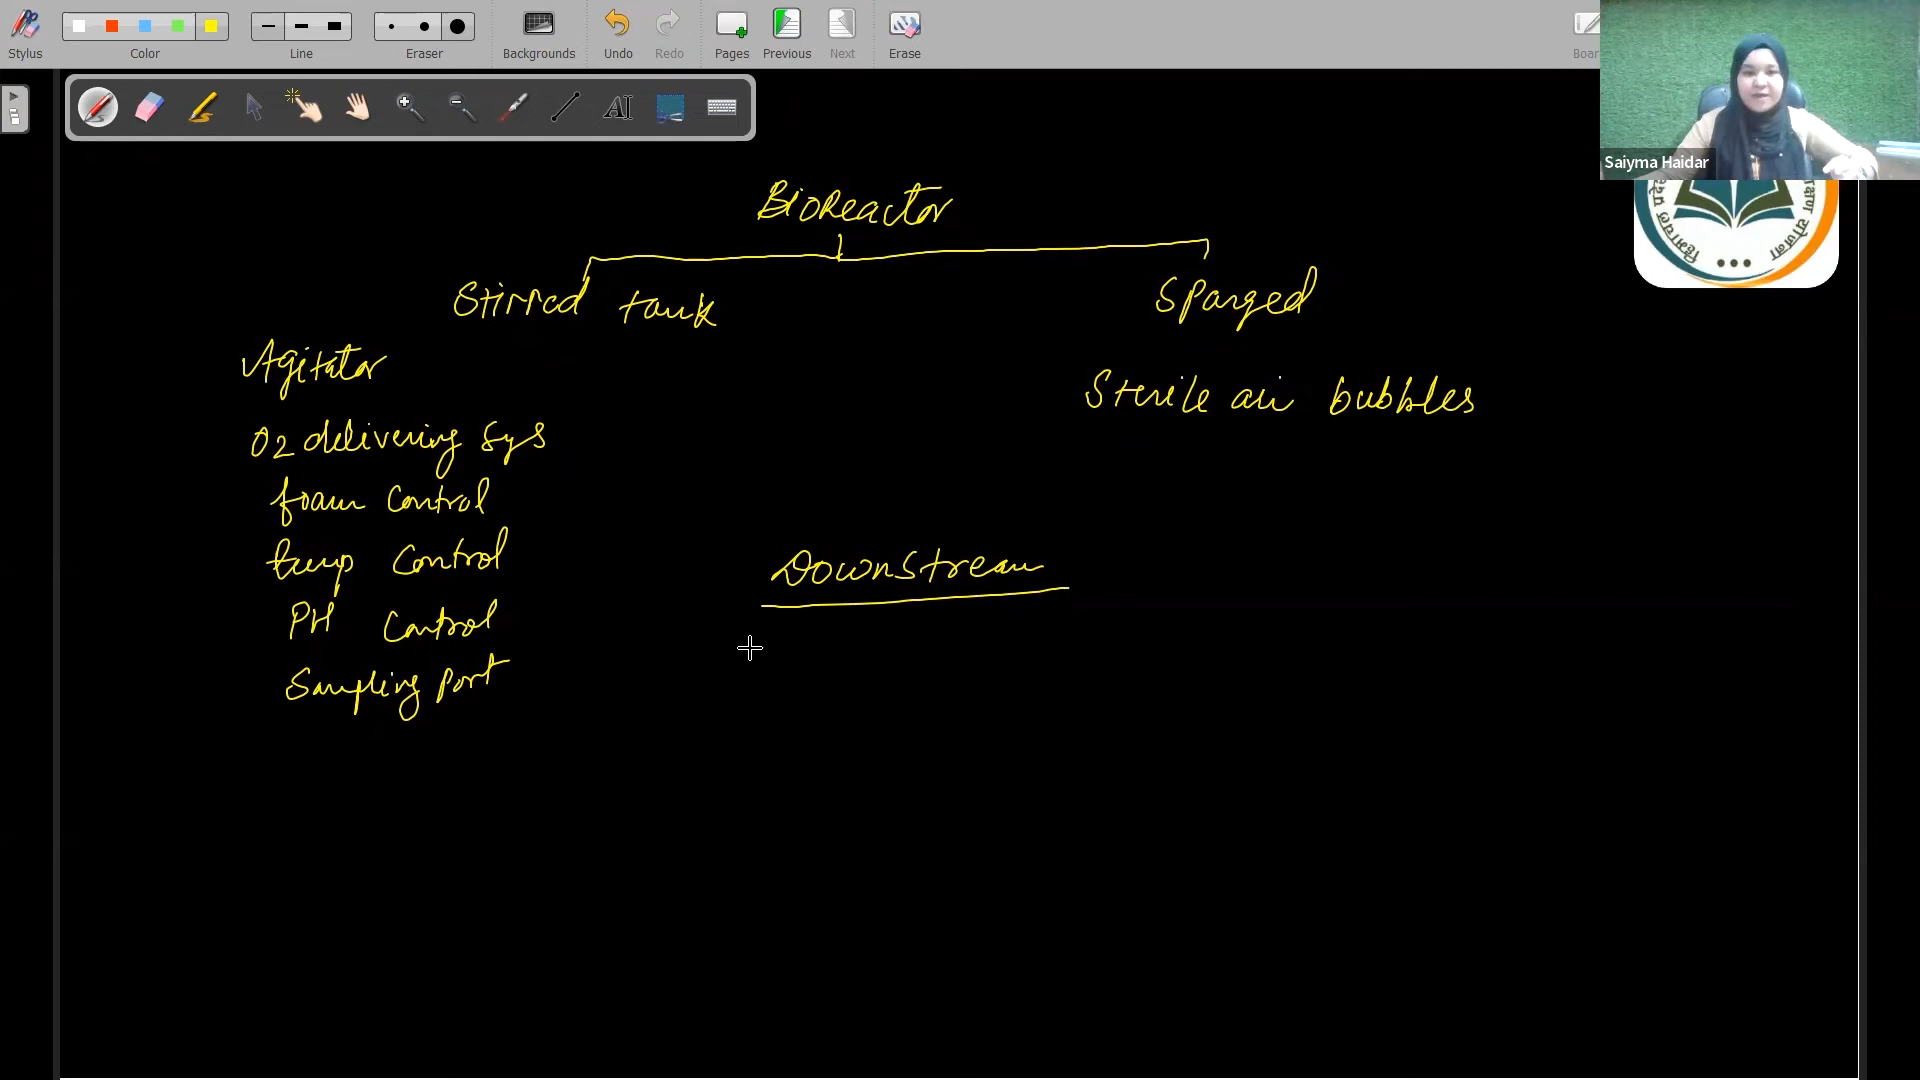 Stylus
Color
Line
Eraser
Backgrounds
Undo
Redo
Pages
Previous
Next
Erase
Saiyma Haidar
BioReactor
Stirred tank
Sparged
Agitator
Sterile air bubbles
O2 delivering sys
foam control
temp control
Downstream
PH control
Sampling port